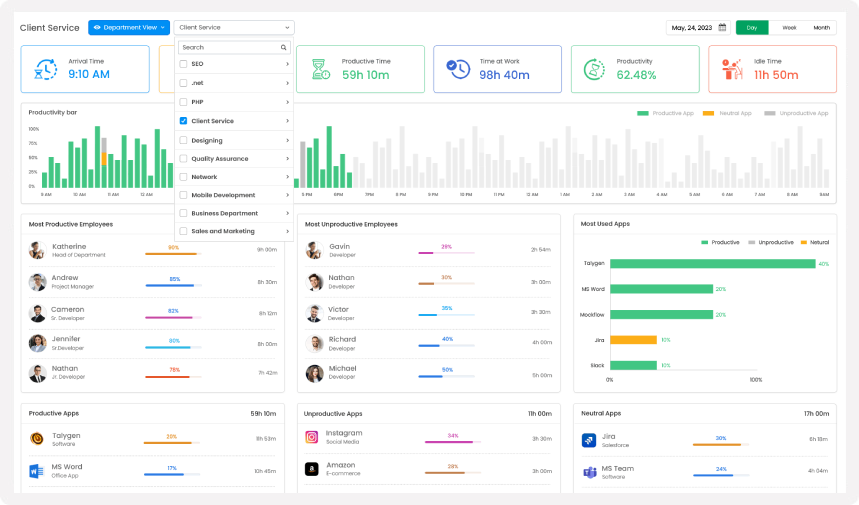 Client Service
Department View
Client Service
May, 24, 2023
Day
Week
Month
Search
SEO
.net
PHP
Client Service
Designing
Quality Assurance
Network
Mobile Development
Business Department
Sales and Marketing
Arrival Time
9:10 AM
Productive Time
59h 10m
Time at Work
98h 40m
Productivity
62.48%
Idle Time
11h 50m
Productivity bar
Productive App
Neutral App
Unproductive App
100%
75%
50%
25%
0%
9 AM 10 AM 11 AM 12 AM 5 PM 6PM 7PM 8 PM 9 PM 10 PM 11 PM 12 AM 1 AM 2 AM 3 AM 4 AM 5 AM 6 AM 7 AM 8 AM 9AM
Most Productive Employees
Katherine
Head of Department
90%
9h 00m
Andrew
Project Manager
85%
8h 30m
Cameron
Sr. Developer
82%
6h 12m
Jennifer
Sr.Developer
80%
8h 00m
Nathan
Jr. Developer
78%
7h 42m
Most Unproductive Employees
Gavin
Developer
29%
2h 54m
Nathan
Developer
30%
3h 00m
Victor
Developer
35%
3h 30m
Richard
Developer
40%
4h 00m
Michael
Developer
50%
5h 00m
Most Used Apps
Productive
Unproductive
Netural
Talygen
40%
MS Word
20%
Mockflow
20%
Jira
10%
Slack
10%
0%
100%
Productive Apps
59h 10m
Talygen
Software
28%
MS Word
Office App
17%
10h 45m
Unproductive Apps
11h 00m
Instagram
Social Media
34%
3h 30m
Amazon
E-commerce
28%
3h 00m
Neutral Apps
17h 00m
Jira
Salesforce
30%
6h 18m
MS Team
Software
24%
4h 04m